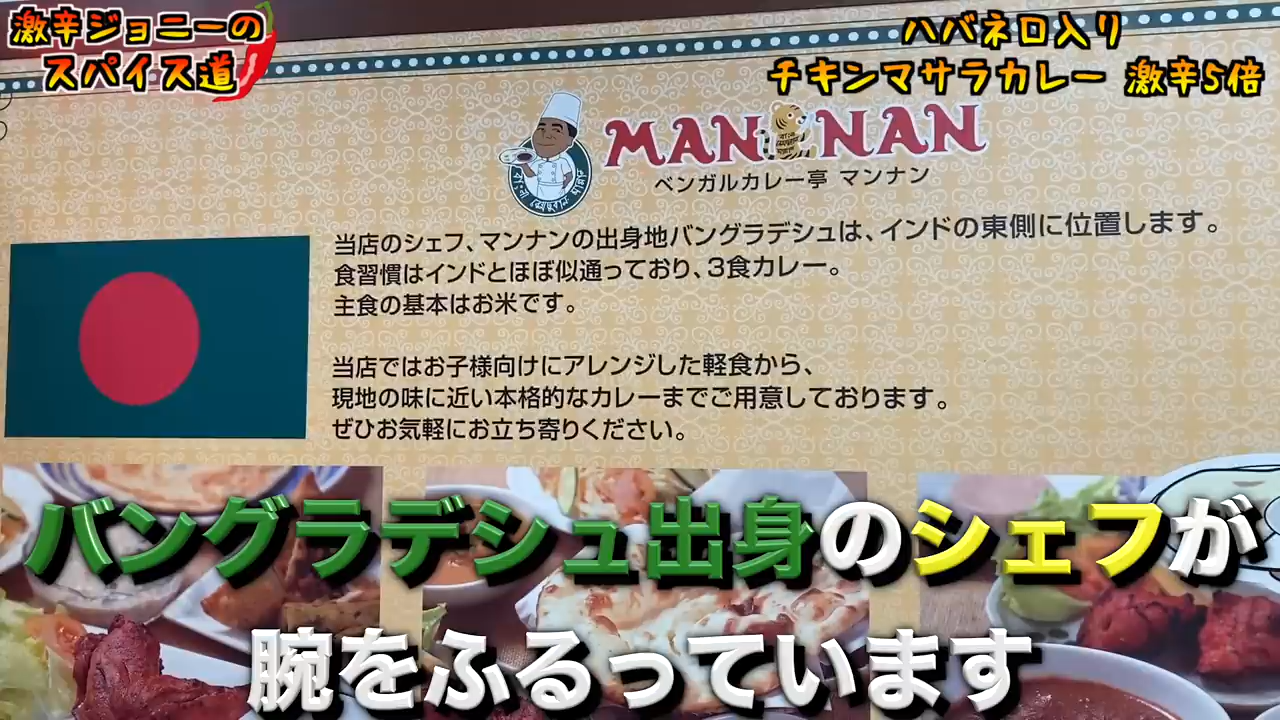 激辛ジョニーの
スパイス道
ハバネロ入り
チキンマサラカレー 激辛5倍
MANNAN
ベンガルカレー亭 マンナン
当店のシェフ、マンナンの出身地バングラデシュは、インドの東側に位置します。
食習慣はインドとほぼ似通っており、3食カレー。
主食の基本はお米です。
当店ではお子様向けにアレンジした軽食から、
現地の味に近い本格的なカレーまでご用意しております。
ぜひお気軽にお立ち寄りください。
バングラデシュ出身のシェフが
腕をふるっています